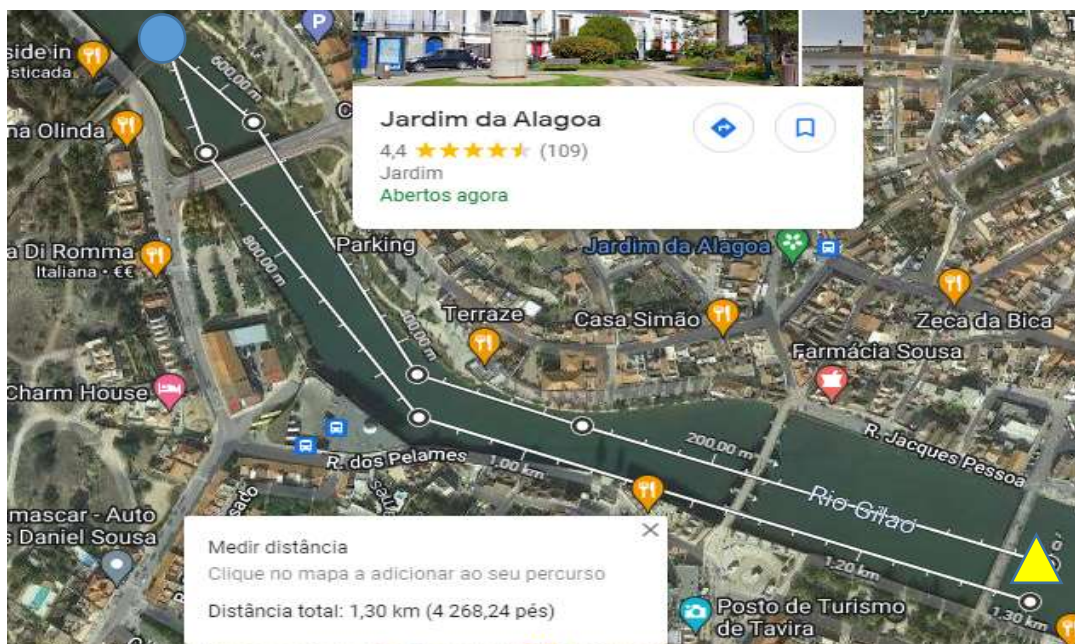 side in
isticada
na Olinda
P
600,00 m
Jardim da Alagoa
4,4
(109)
Jardim
Abertos agora
a Di Romma
Italiana • €€
800,00 m
Parking
Jardim da Alagoa
Terraze
Casa Simão
Zeca da Bica
Farmácia Sousa
Charm House
R. Jacques Pessoa
200,00 m
R. dos Pelames
1,00 km
Rio Gilão
mascar - Auto
s Daniel Sousa
Medir distância
Clique no mapa a adicionar ao seu percurso
Distância total: 1,30 km (4 268,24 pés)
1,20 km
1,30 km
Posto de Turismo
de Tavira